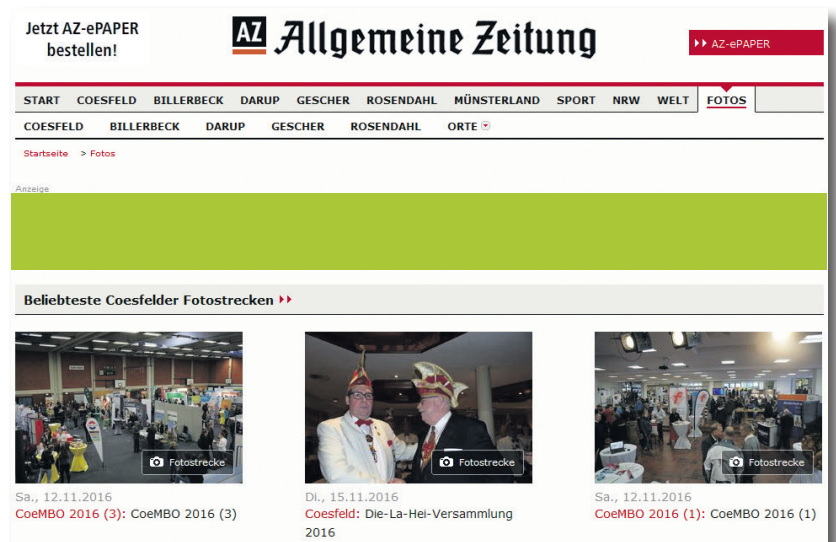 Jetzt AZ-ePAPER
bestellen!
AZ Allgemeine Zeitung
AZ-ePAPER
START COESFELD BILLERBECK DARUP GESCHER ROSENDAHL MÜNSTERLAND SPORT NRW WELT FOTOS
COESFELD BILLERBECK DARUP GESCHER ROSENDAHL ORTE
Startseite > Fotos
Anzeige
Beliebteste Coesfelder Fotostrecken
Fotostrecke
Fotostrecke
Fotostrecke
Sa., 12.11.2016
CoeMBO 2016 (3): CoeMBO 2016 (3)
Di., 15.11.2016
Coesfeld: Die-La-Hei-Versammlung
2016
Sa., 12.11.2016
CoeMBO 2016 (1): CoeMBO 2016 (1)